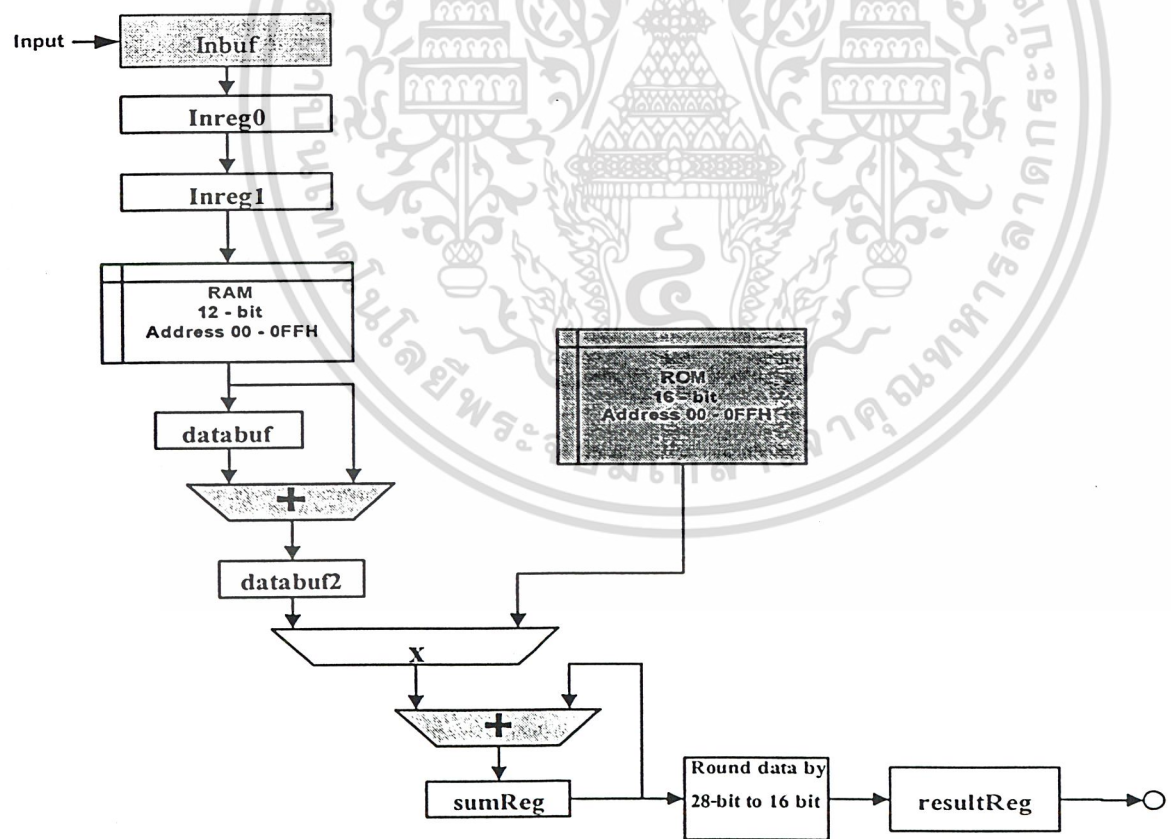 Input
Inbuf
Inreg0
Inreg1
RAM
12 - bit
Address 00 - 0FFH
ROM
16 - bit
Address 00 - 0FFH
databuf
+
databuf2
X
+
sumReg
Round data by
28-bit to 16 bit
resultReg